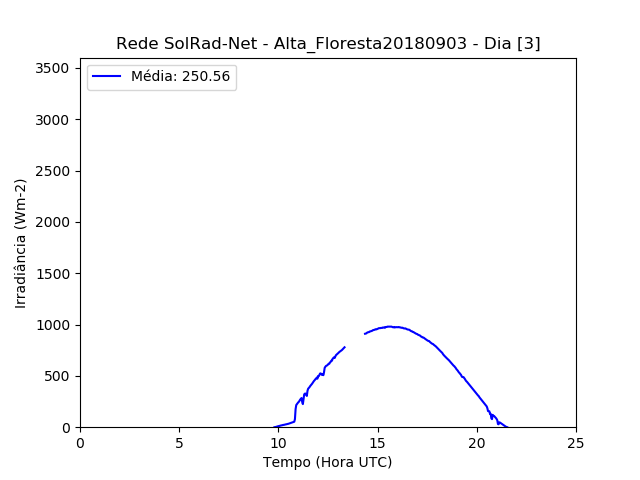 Rede SolRad-Net - Alta_Floresta20180903 - Dia [3]
Média: 250.56
Irradiância (Wm-2)
3500
3000
2500
2000
1500
1000
500
0
0 5 10 15 20 25
Tempo (Hora UTC)